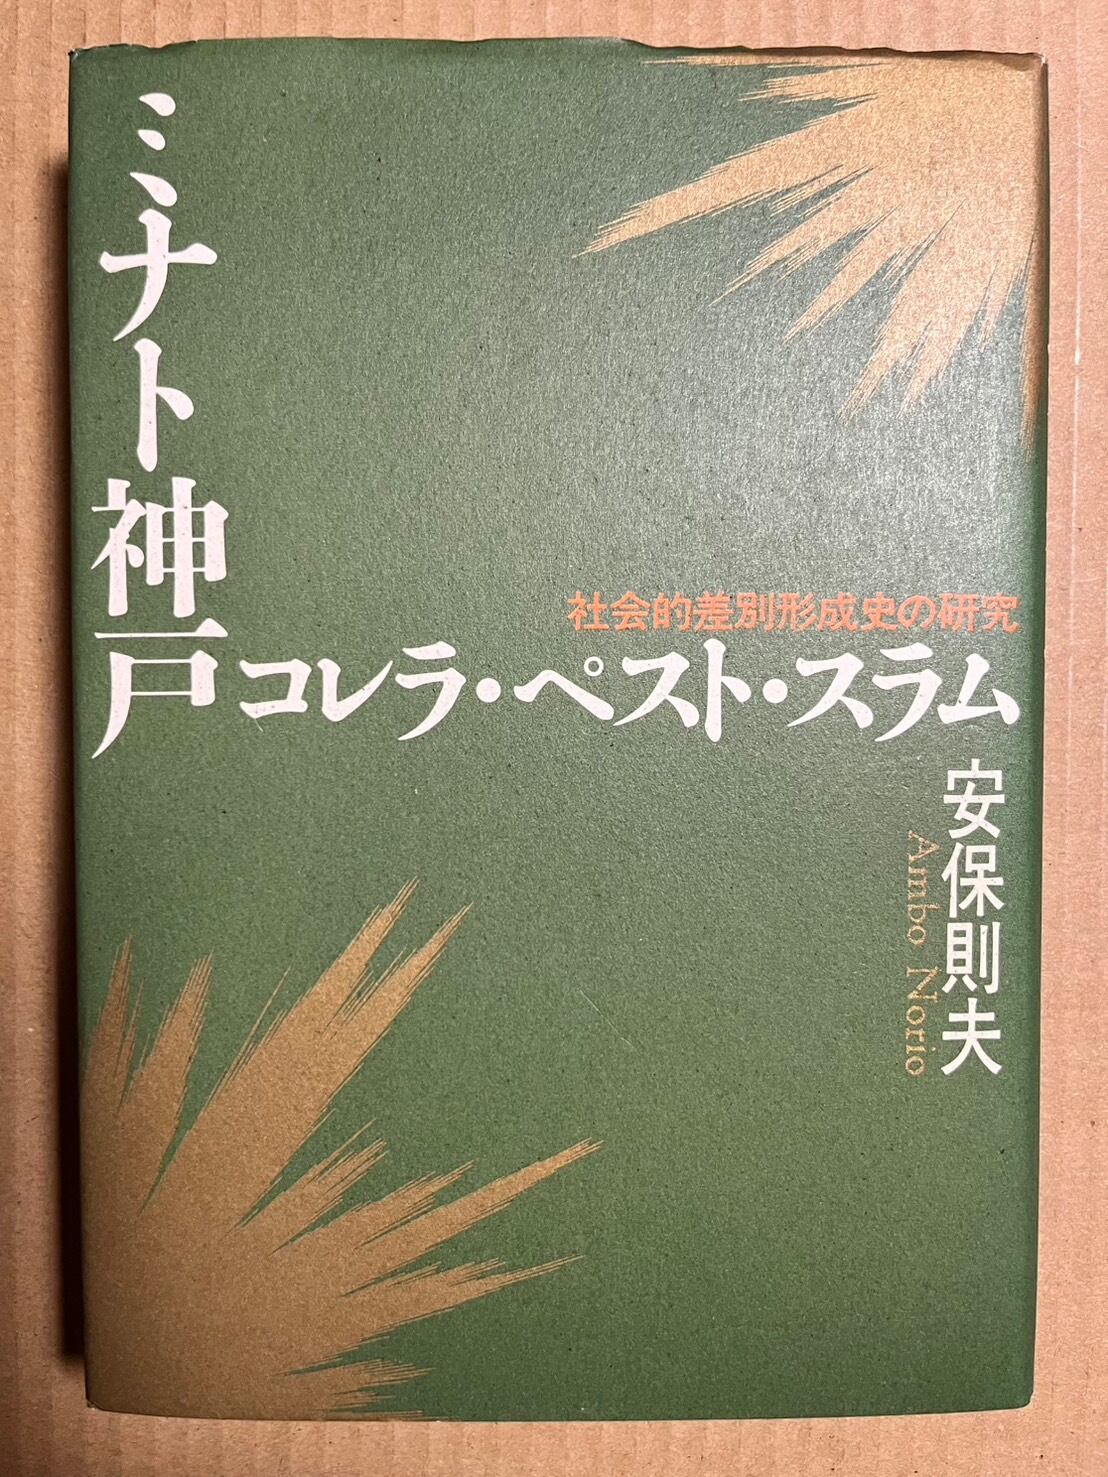 ミナト神戸
社会的差別形成史の研究
コレラ・ペスト・スラム
安保則夫
Ambo Norio